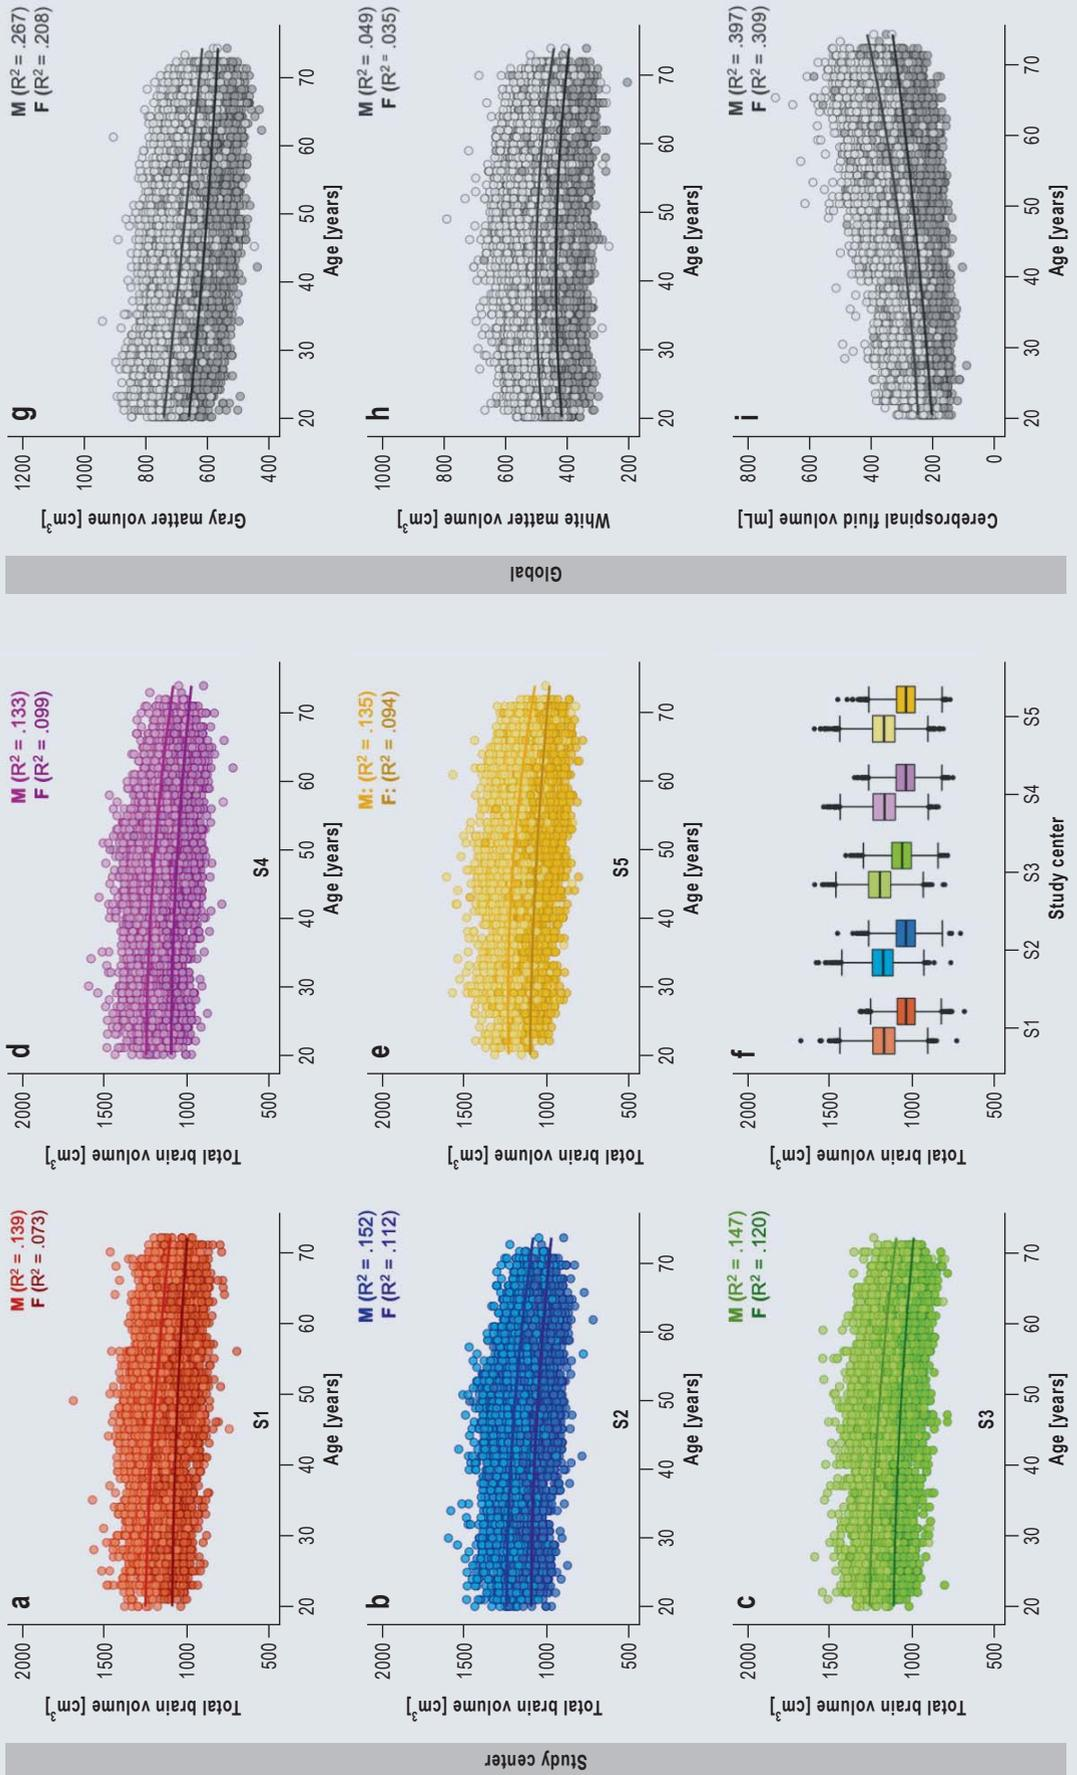 Study center
a
M (R² = .139)
F (R² = .073)
2000
1500
1000
500
Total brain volume [cm³]
20
30
40
50
60
70
Age [years]
S1
d
M (R² = .133)
F (R² = .099)
2000
1500
1000
500
Total brain volume [cm³]
20
30
40
50
60
70
Age [years]
S4
b
M (R² = .152)
F (R² = .112)
2000
1500
1000
500
Total brain volume [cm³]
20
30
40
50
60
70
Age [years]
S2
e
M: (R² = .135)
F: (R² = .094)
2000
1500
1000
500
Total brain volume [cm³]
20
30
40
50
60
70
Age [years]
S5
c
M (R² = .147)
F (R² = .120)
2000
1500
1000
500
Total brain volume [cm³]
20
30
40
50
60
70
Age [years]
S3
f
2000
1500
1000
500
Total brain volume [cm³]
S1
S2
S3
S4
S5
Study center
Global
g
M (R² = .267)
F (R² = .208)
1200
1000
800
600
400
Gray matter volume [cm³]
20
30
40
50
60
70
Age [years]
h
M (R² = .049)
F (R² = .035)
1000
800
600
400
200
White matter volume [cm³]
20
30
40
50
60
70
Age [years]
i
M (R² = .397)
F (R² = .309)
800
600
400
200
0
Cerebrospinal fluid volume [mL]
20
30
40
50
60
70
Age [years]